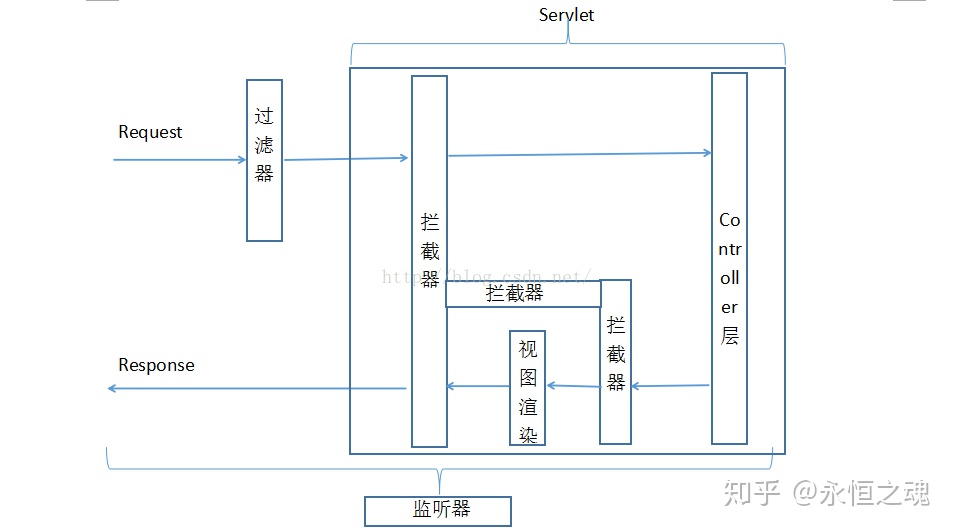 Servlet
Request
过滤器
拦截器
Controller层
http://blog.csdn.net/
拦截器
拦截器
视图渲染
Response
监听器
知乎 @永恒之魂